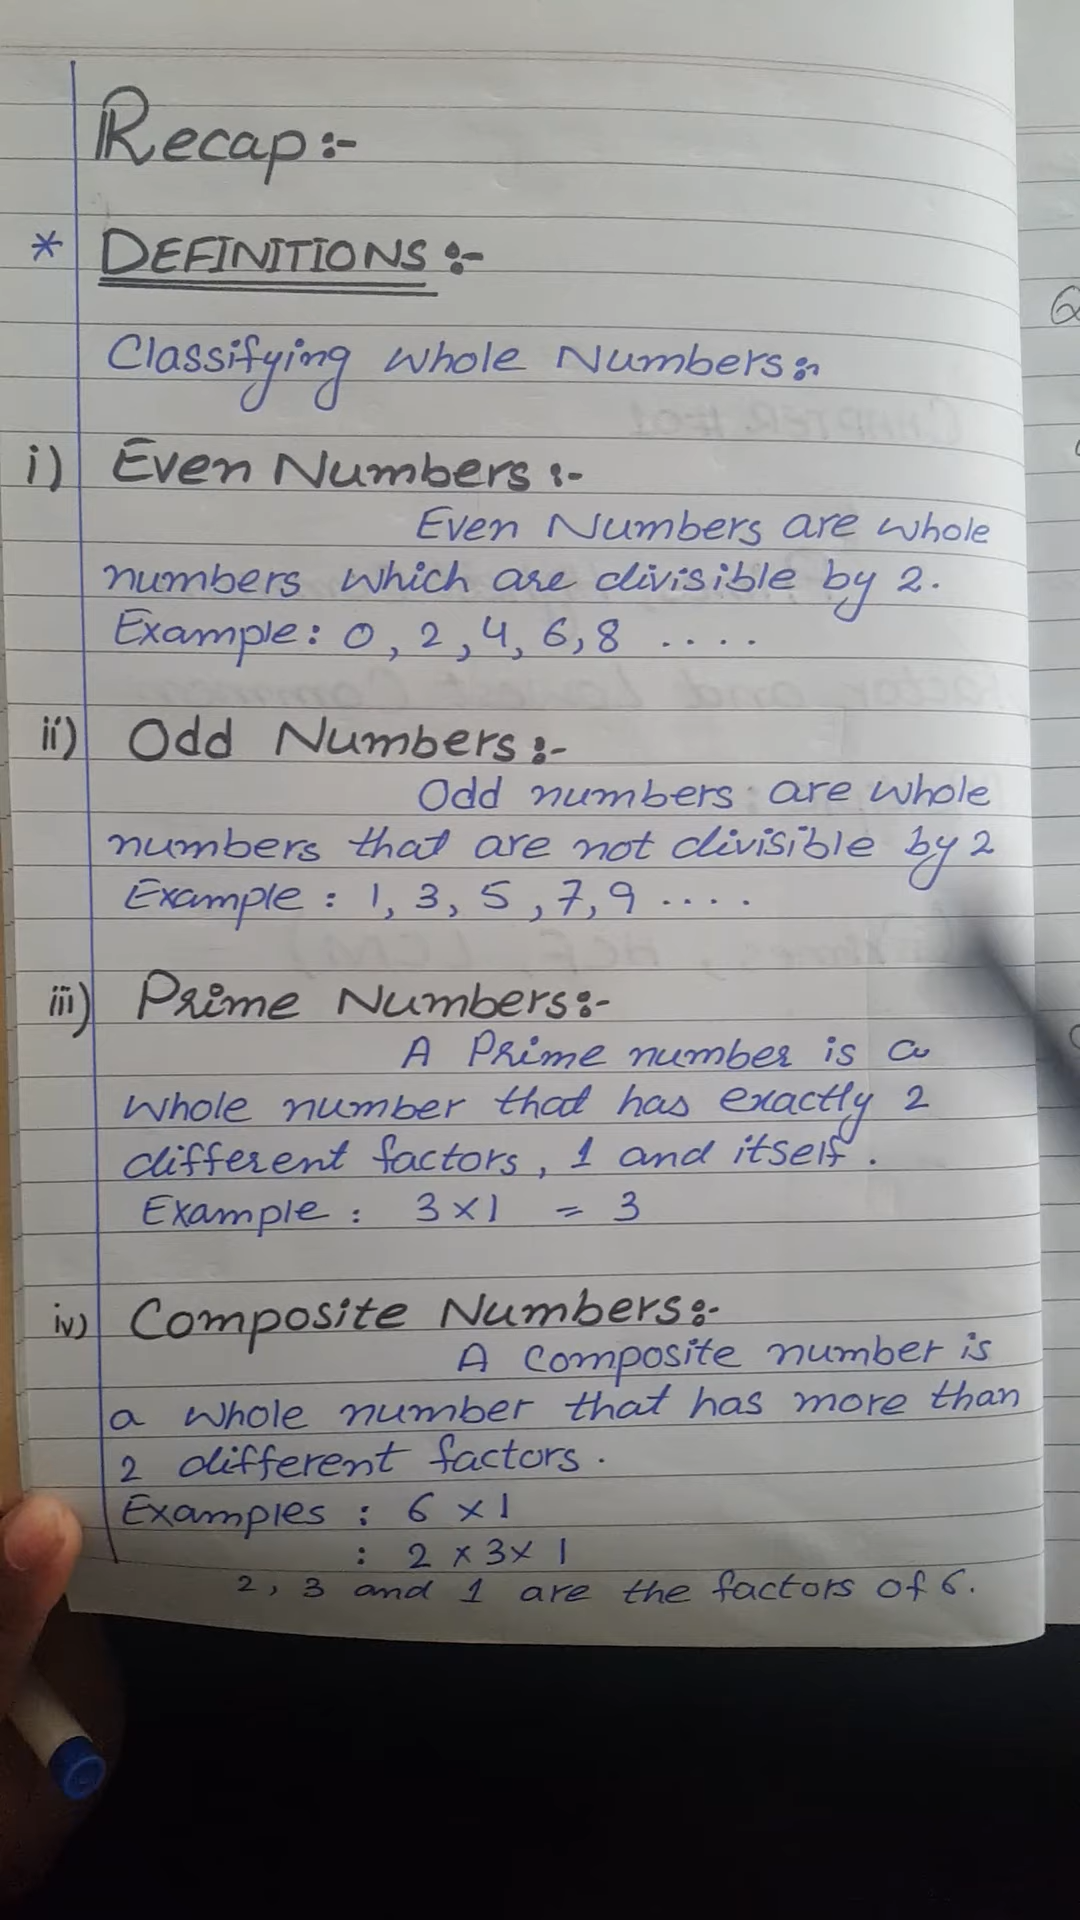 Recap:-
* DEFINITIONS :-
Classifying whole Numbers:-
i) Even Numbers :-
Even Numbers are whole
numbers which are divisible by 2.
Example: 0, 2, 4, 6, 8 ....
ii) Odd Numbers:-
Odd numbers are whole
numbers that are not divisible by 2
Example : 1, 3, 5, 7, 9 ....
iii) Prime Numbers:-
A Prime number is a
whole number that has exactly 2
different factors, 1 and itself.
Example : 3 x 1 = 3
iv) Composite Numbers:-
A composite number is
a whole number that has more than
2 different factors.
Examples : 6 x 1
: 2 x 3 x 1
2, 3 and 1 are the factors of 6.